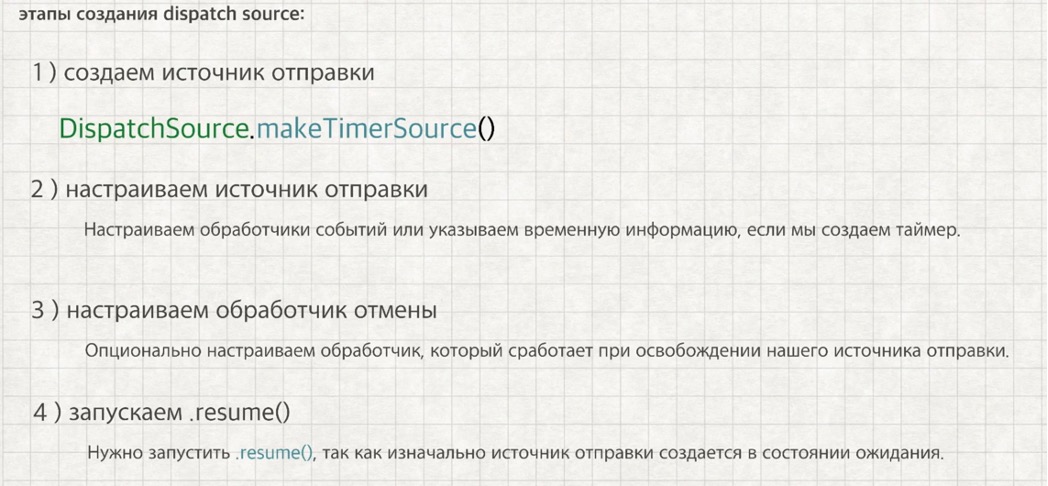 этапы создания dispatch source:
1 ) создаем источник отправки
DispatchSource.makeTimerSource()
2 ) настраиваем источник отправки
Настраиваем обработчики событий или указываем временную информацию, если мы создаем таймер.
3 ) настраиваем обработчик отмены
Опционально настраиваем обработчик, который сработает при освобождении нашего источника отправки.
4 ) запускаем .resume()
Нужно запустить .resume(), так как изначально источник отправки создается в состоянии ожидания.